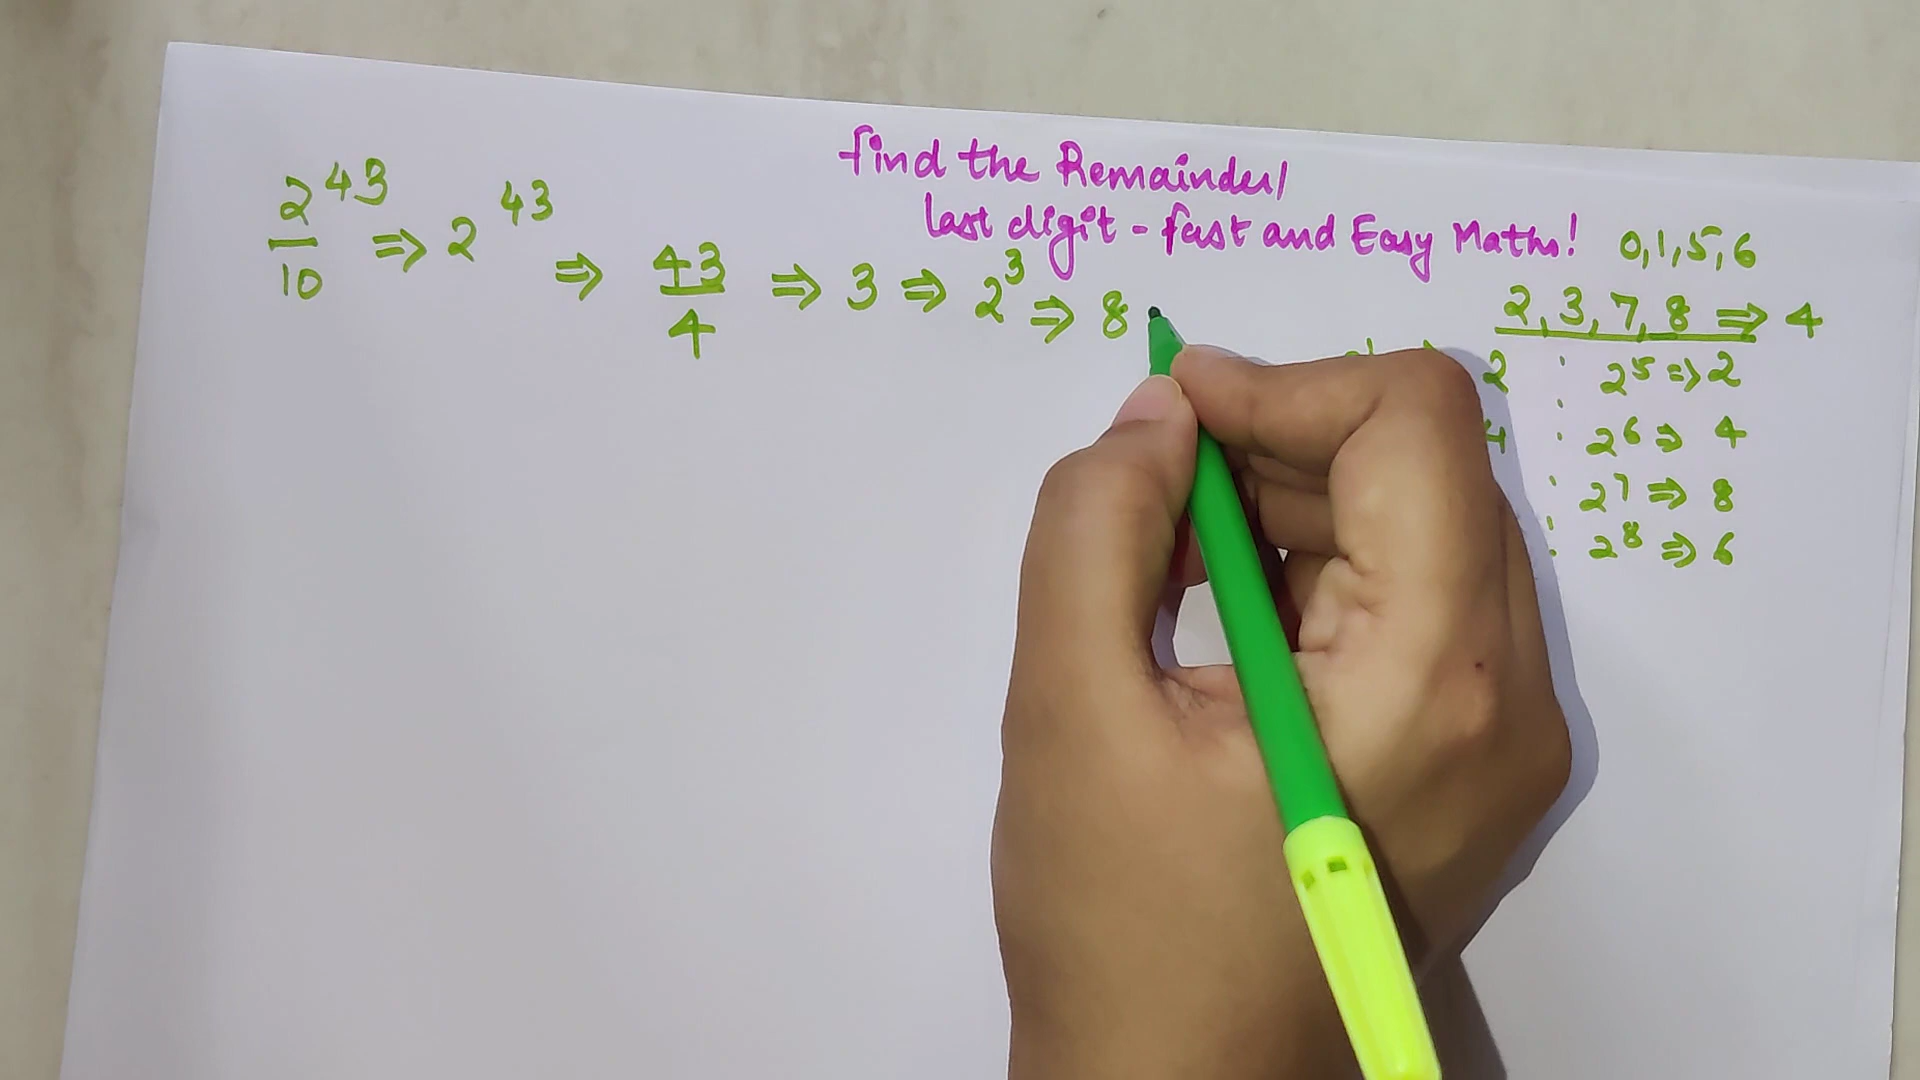 find the Remainder/
last digit - fast and Easy Maths!
2^43/10 ⇒ 2^43 ⇒ 43/4 ⇒ 3 ⇒ 2^3 ⇒ 8
0,1,5,6
2,3,7,8 ⇒ 4
2 : 2^5 ⇒ 2
4 : 2^6 ⇒ 4
: 2^7 ⇒ 8
: 2^8 ⇒ 6